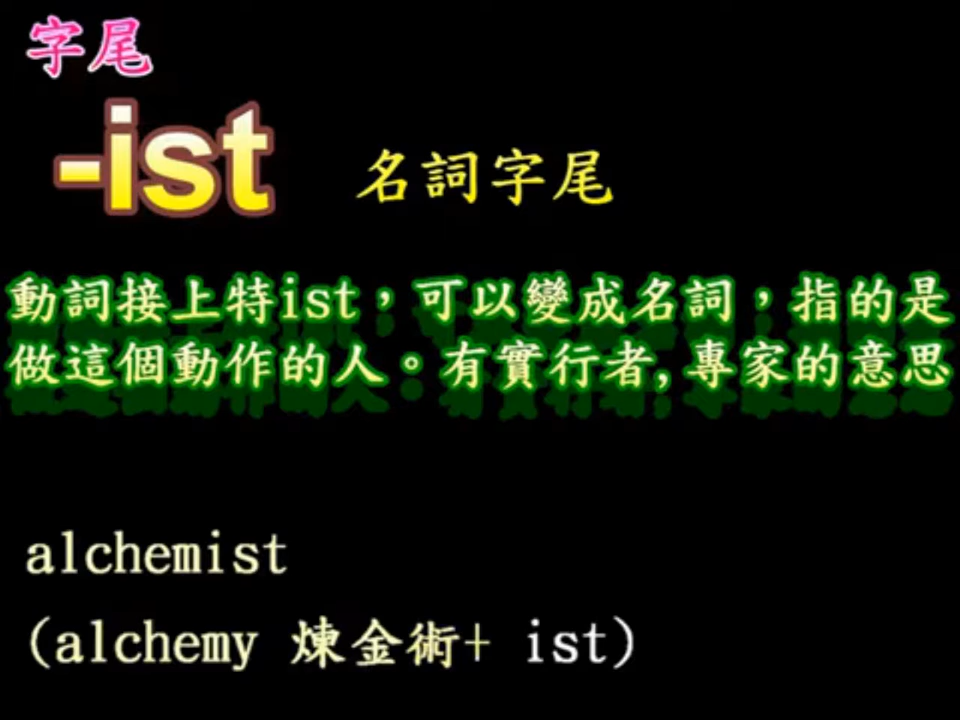 字尾
-ist 名詞字尾
動詞接上特ist，可以變成名詞，指的是
做這個動作的人。有實行者,專家的意思
alchemist
(alchemy 煉金術+ ist)